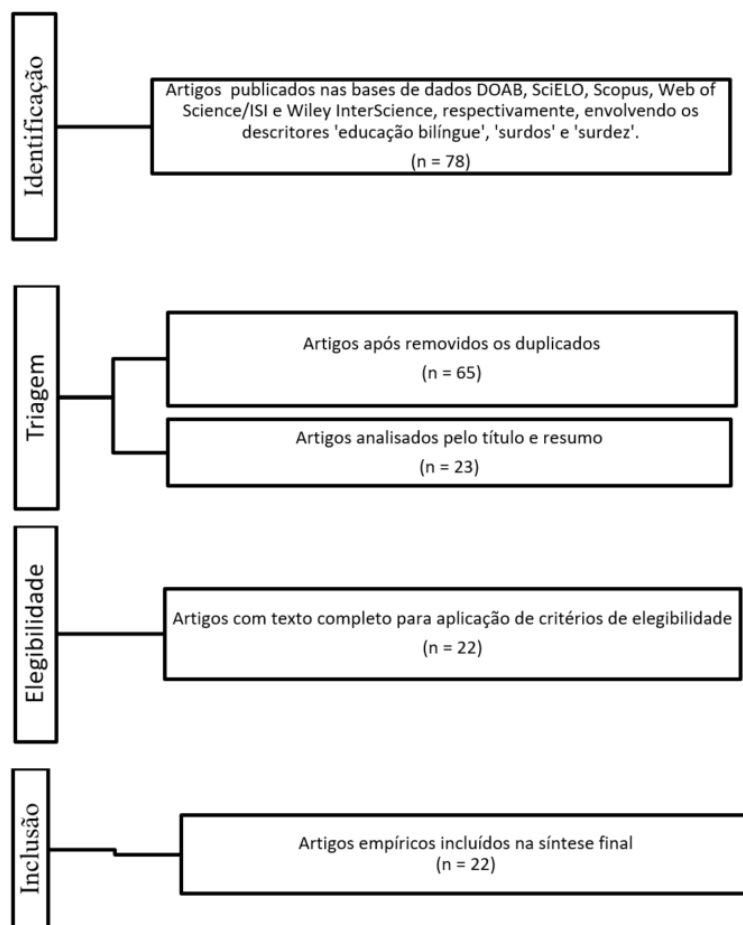 Identificação
Artigos publicados nas bases de dados DOAB, SciELO, Scopus, Web of
Science/ISI e Wiley InterScience, respectivamente, envolvendo os
descritores 'educação bilíngue', 'surdos' e 'surdez'.
(n = 78)
Triagem
Artigos após removidos os duplicados
(n = 65)
Artigos analisados pelo título e resumo
(n = 23)
Elegibilidade
Artigos com texto completo para aplicação de critérios de elegibilidade
(n = 22)
Inclusão
Artigos empíricos incluídos na síntese final
(n = 22)